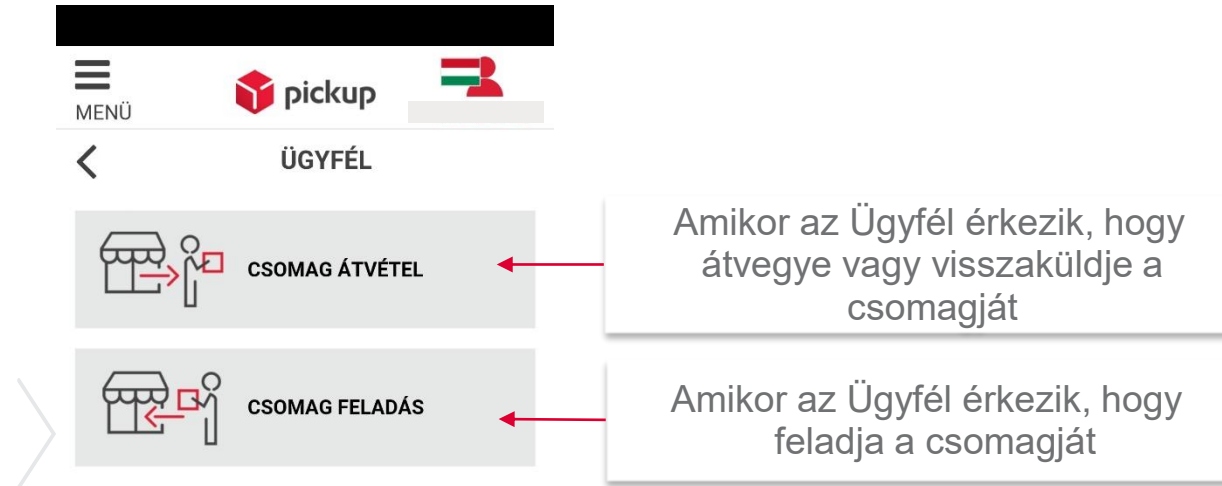 MENÜ
pickup
ÜGYFÉL
CSOMAG ÁTVÉTEL
Amikor az Ügyfél érkezik, hogy
átvegye vagy visszaküldje a
csomagját
CSOMAG FELADÁS
Amikor az Ügyfél érkezik, hogy
feladja a csomagját